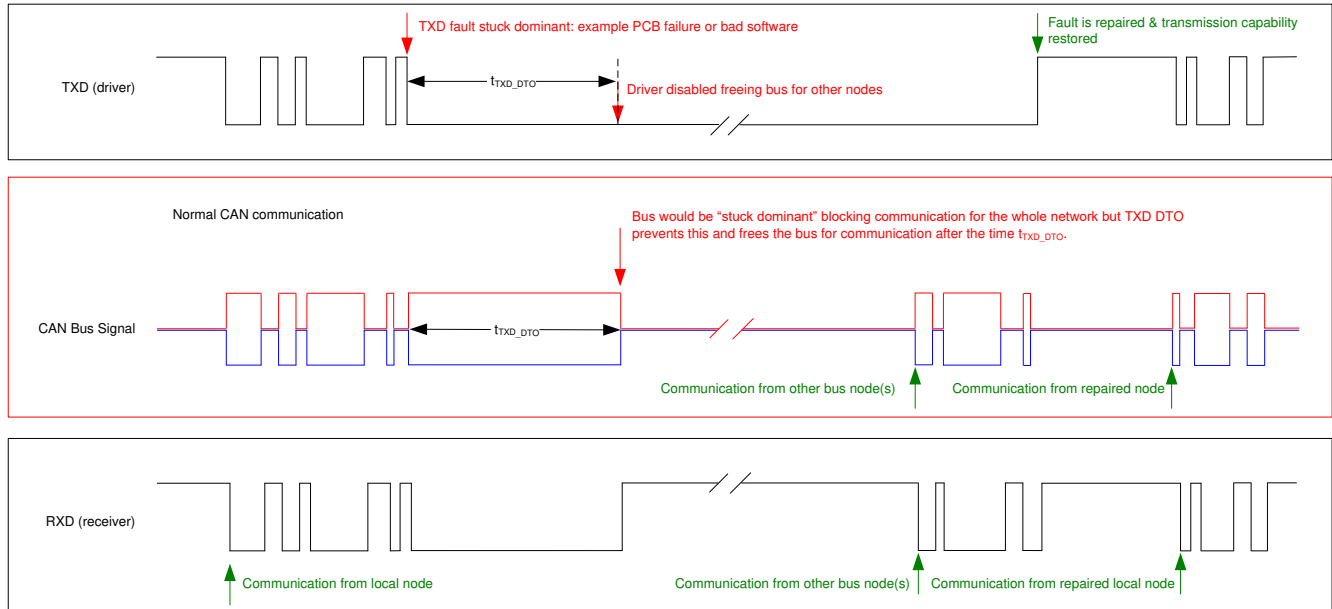 TXD fault stuck dominant: example PCB failure or bad software
Fault is repaired & transmission capability
restored
TXD (driver)
tTXD_DTO
Driver disabled freeing bus for other nodes
Normal CAN communication
Bus would be “stuck dominant” blocking communication for the whole network but TXD DTO
prevents this and frees the bus for communication after the time tTXD_DTO.
CAN Bus Signal
tTXD_DTO
Communication from other bus node(s)
Communication from repaired node
RXD (receiver)
Communication from local node
Communication from other bus node(s)
Communication from repaired local node